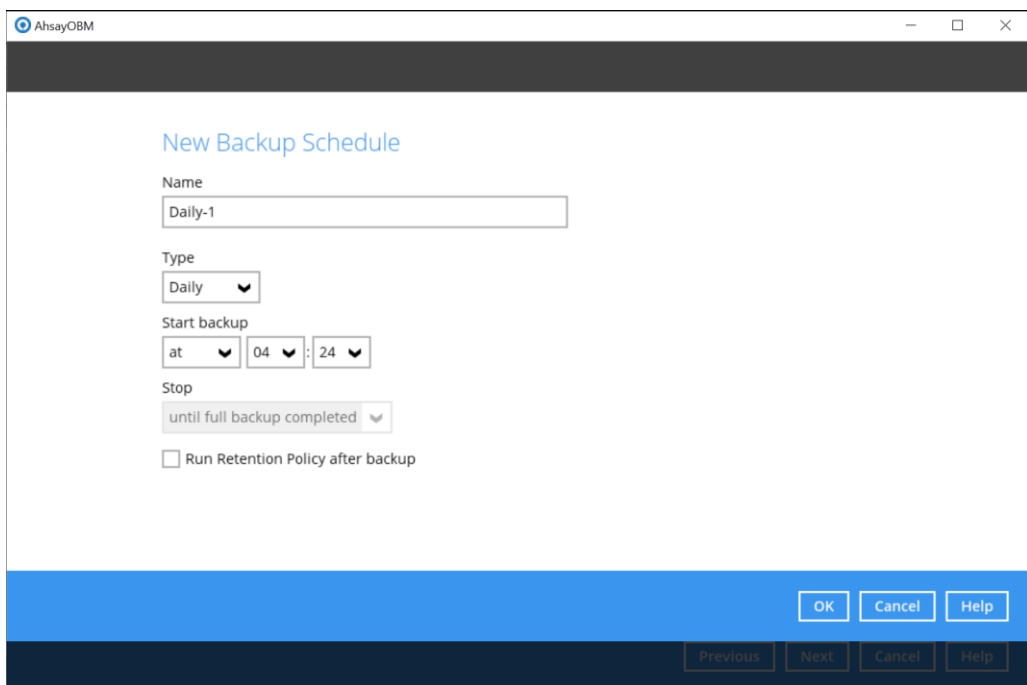 AhsayOBM
New Backup Schedule
Name
Daily-1
Type
Daily
Start backup
at 04 : 24
Stop
until full backup completed
Run Retention Policy after backup
OK Cancel Help
Previous Next Cancel Help